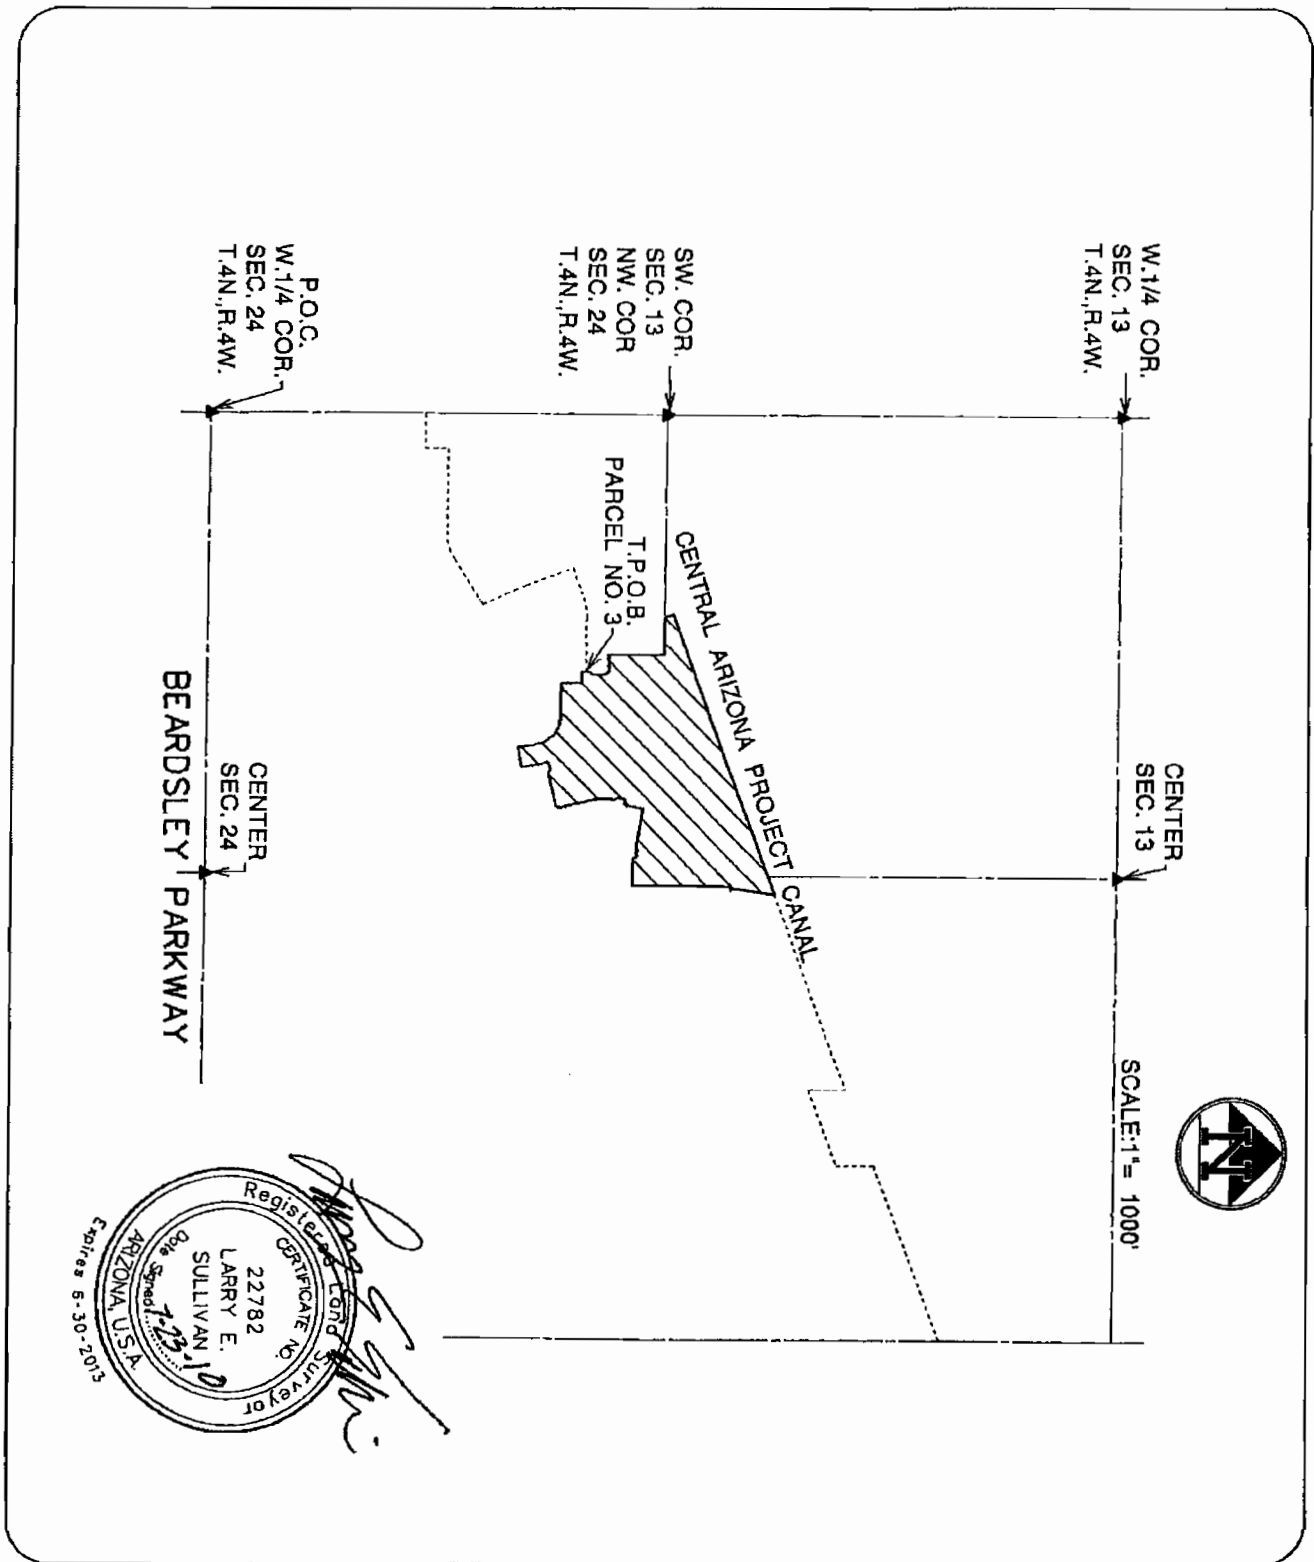 N
SCALE:1"= 1000'
W.1/4 COR.
SEC. 13
T.4N.,R.4W.
CENTER
SEC. 13
SW. COR.
SEC. 13
NW. COR
SEC. 24
T.4N.,R.4W.
CENTRAL ARIZONA PROJECT CANAL
T.P.O.B.
PARCEL NO. 3
P.O.C.
W.1/4 COR.
SEC. 24
T.4N.,R.4W.
CENTER
SEC. 24
BEARDSLEY PARKWAY
Registered Land Surveyor
CERTIFICATE NO.
22782
LARRY E.
SULLIVAN
Date Signed 7-23-10
ARIZONA, U.S.A.
Expires 6-30-2013